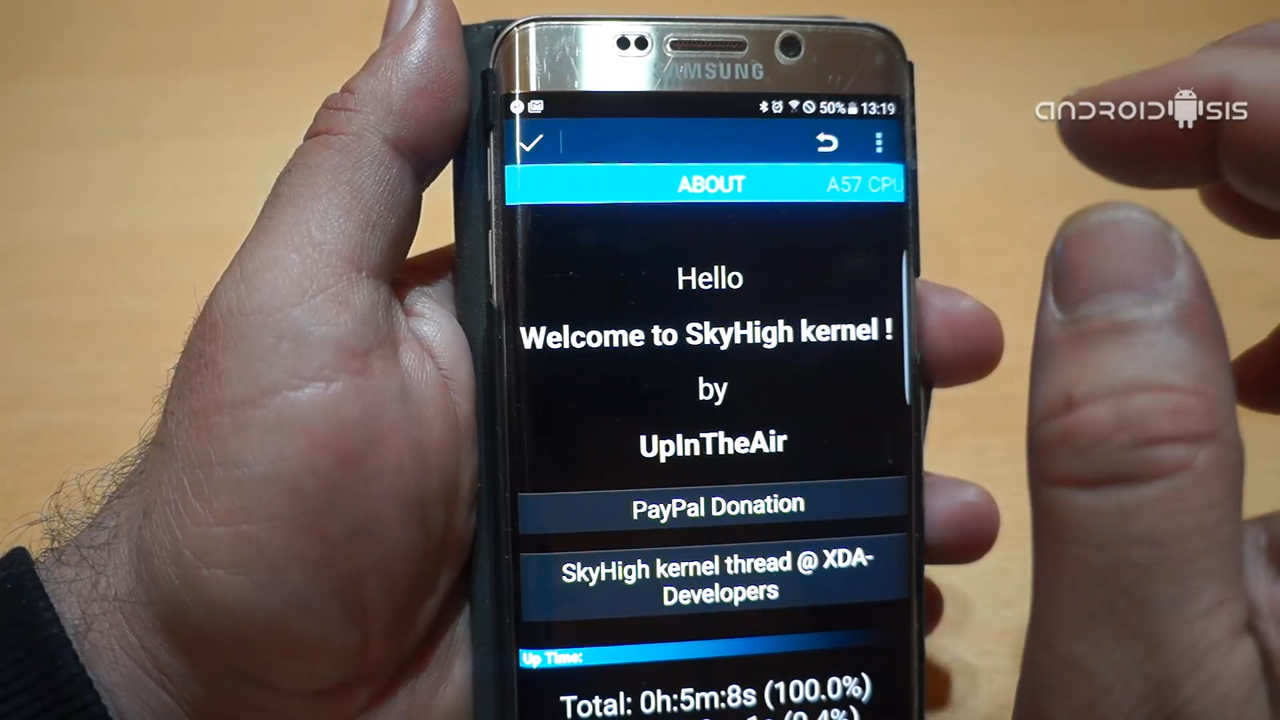 SAMSUNG
50% 13:19
ANDROIDSIS
ABOUT
A57 CPU
Hello
Welcome to SkyHigh kernel !
by
UpInTheAir
PayPal Donation
SkyHigh kernel thread @ XDA-
Developers
Up Time:
Total: 0h:5m:8s (100.0%)